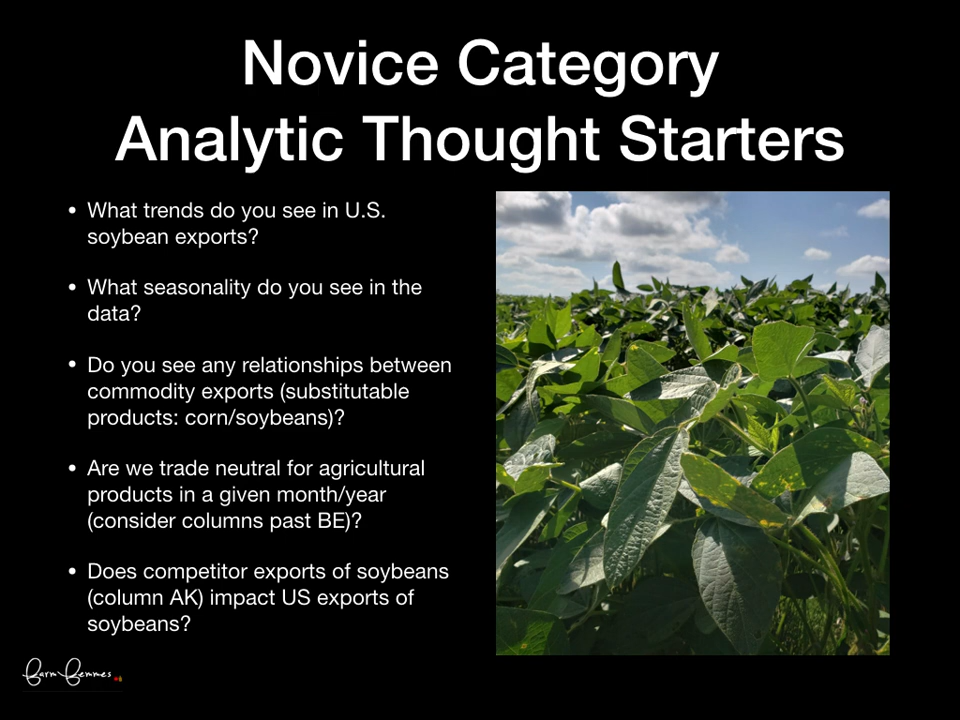 Novice Category
Analytic Thought Starters
• What trends do you see in U.S.
soybean exports?
• What seasonality do you see in the
data?
• Do you see any relationships between
commodity exports (substitutable
products: corn/soybeans)?
• Are we trade neutral for agricultural
products in a given month/year
(consider columns past BE)?
• Does competitor exports of soybeans
(column AK) impact US exports of
soybeans?
Farm Femmes